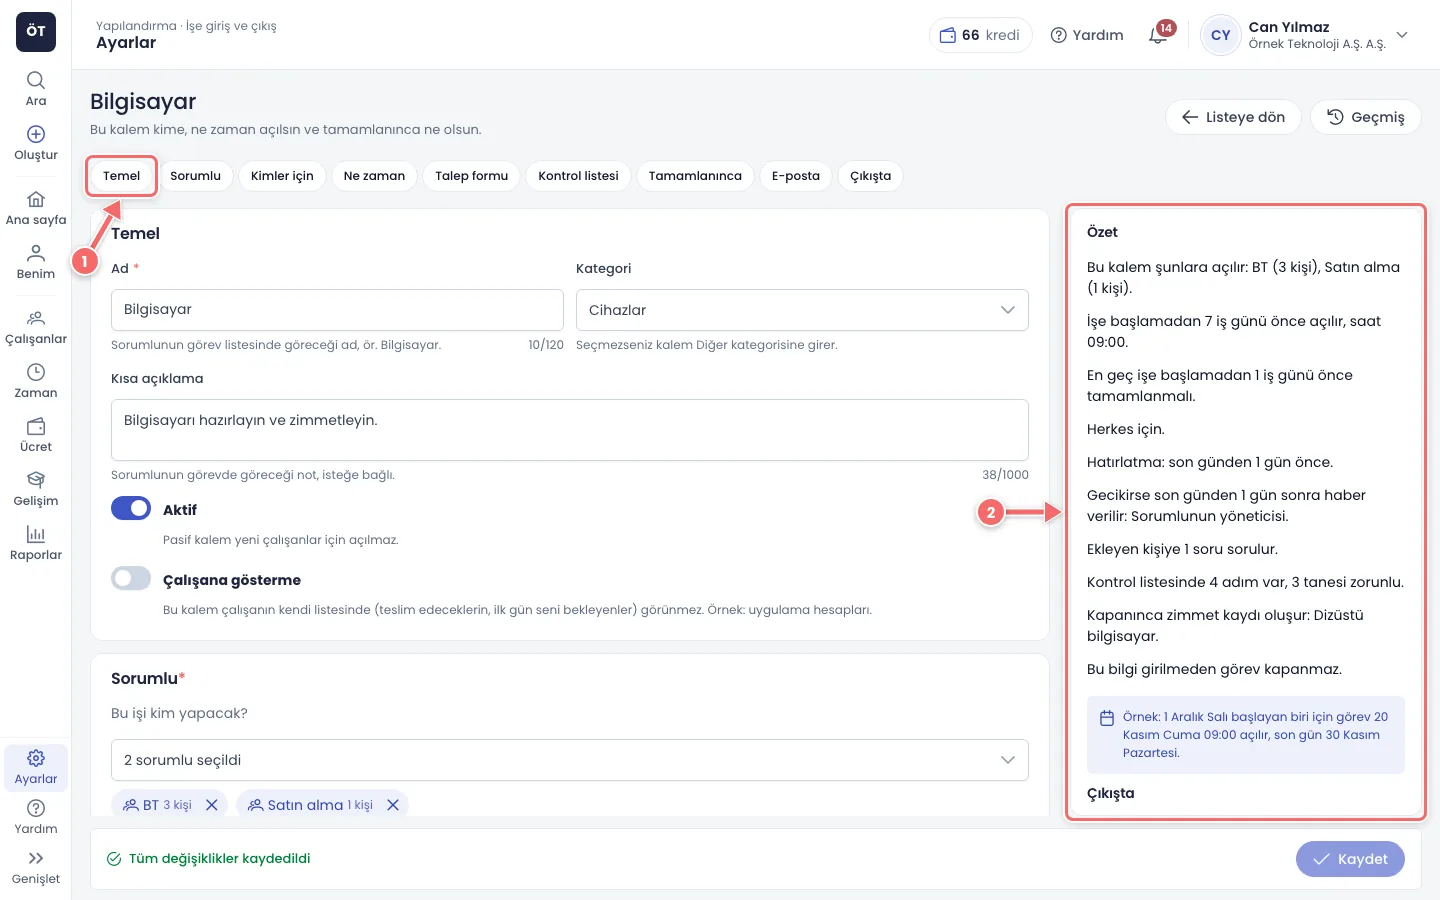 ÖT
Ara
Oluştur
Ana sayfa
Benim
Çalışanlar
Zaman
Ücret
Gelişim
Raporlar
Ayarlar
Yardım
Genişlet
Yapılandırma · İşe giriş ve çıkış
Ayarlar
66 kredi
Yardım
14
CY
Can Yılmaz
Örnek Teknoloji A.Ş. A.Ş.
Bilgisayar
Bu kalem kime, ne zaman açılsın ve tamamlanınca ne olsun.
Listeye dön
Geçmiş
Temel
Sorumlu
Kimler için
Ne zaman
Talep formu
Kontrol listesi
Tamamlanınca
E-posta
Çıkışta
1
Temel
Ad *
Kategori
Bilgisayar
Cihazlar
Sorumlunun görev listesinde göreceği ad, ör. Bilgisayar.
10/120
Seçmezseniz kalem Diğer kategorisine girer.
Kısa açıklama
Bilgisayarı hazırlayın ve zimmetleyin.
Sorumlunun görevde göreceği not, isteğe bağlı.
38/1000
Aktif
Pasif kalem yeni çalışanlar için açılmaz.
Çalışana gösterme
Bu kalem çalışanın kendi listesinde (teslim edeceklerin, ilk gün seni bekleyenler) görünmez. Örnek: uygulama hesapları.
Sorumlu*
Bu işi kim yapacak?
2 sorumlu seçildi
BT 3 kişi
Satın alma 1 kişi
2
Özet
Bu kalem şunlara açılır: BT (3 kişi), Satın alma
(1 kişi).
İşe başlamadan 7 iş günü önce açılır, saat
09:00.
En geç işe başlamadan 1 iş günü önce
tamamlanmalı.
Herkes için.
Hatırlatma: son günden 1 gün önce.
Gecikirse son günden 1 gün sonra haber
verilir: Sorumlunun yöneticisi.
Ekleyen kişiye 1 soru sorulur.
Kontrol listesinde 4 adım var, 3 tanesi zorunlu.
Kapanınca zimmet kaydı oluşur: Dizüstü
bilgisayar.
Bu bilgi girilmeden görev kapanmaz.
Örnek: 1 Aralık Salı başlayan biri için görev 20
Kasım Cuma 09:00 açılır, son gün 30 Kasım
Pazartesi.
Çıkışta
Tüm değişiklikler kaydedildi
Kaydet